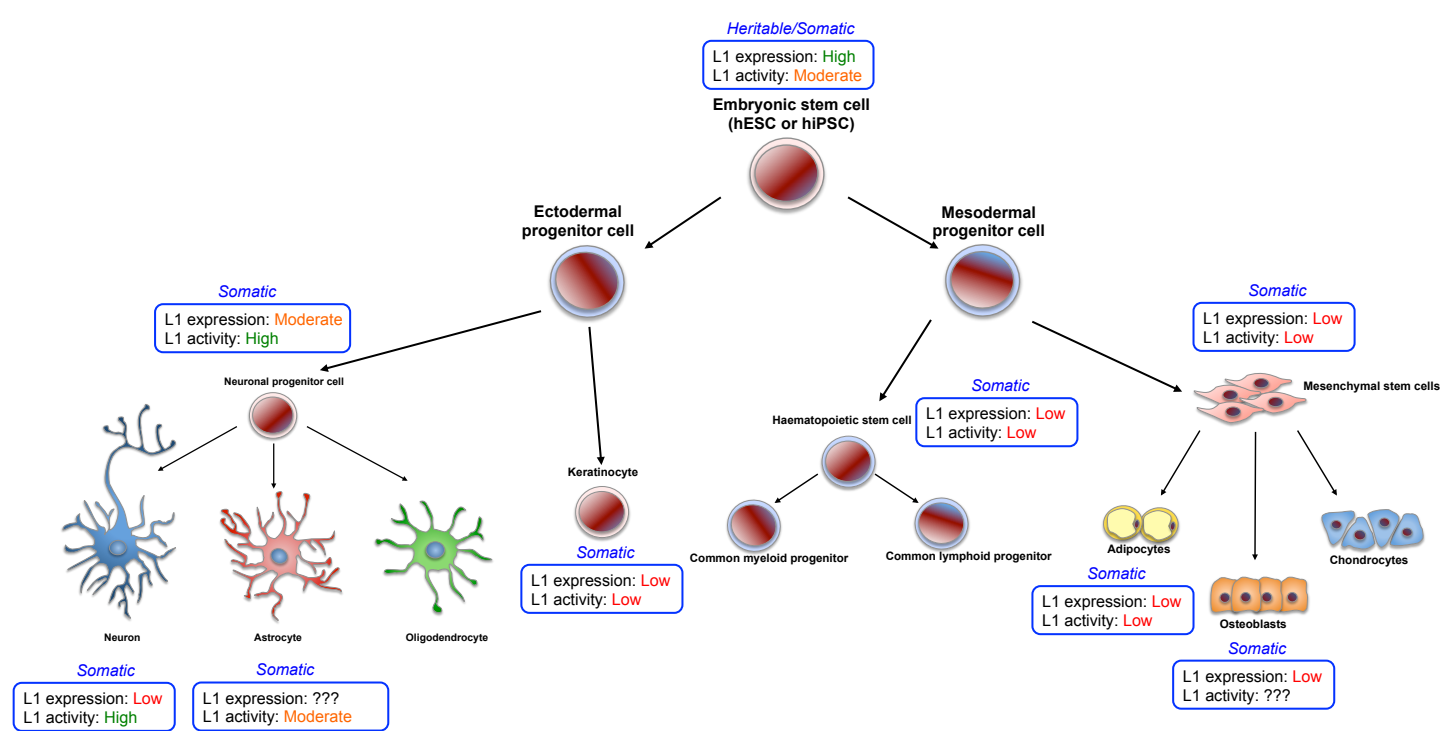 Heritable/Somatic
L1 expression: High
L1 activity: Moderate
Embryonic stem cell
(hESC or hiPSC)
Ectodermal
progenitor cell
Mesodermal
progenitor cell
Somatic
L1 expression: Moderate
L1 activity: High
Neuronal progenitor cell
Somatic
L1 expression: Low
L1 activity: Low
Mesenchymal stem cells
Somatic
L1 expression: Low
L1 activity: Low
Haematopoietic stem cell
Keratinocyte
Somatic
L1 expression: Low
L1 activity: Low
Common myeloid progenitor
Common lymphoid progenitor
Adipocytes
Somatic
L1 expression: Low
L1 activity: Low
Chondrocytes
Osteoblasts
Somatic
L1 expression: Low
L1 activity: ???
Neuron
Astrocyte
Oligodendrocyte
Somatic
L1 expression: Low
L1 activity: High
Somatic
L1 expression: ???
L1 activity: Moderate